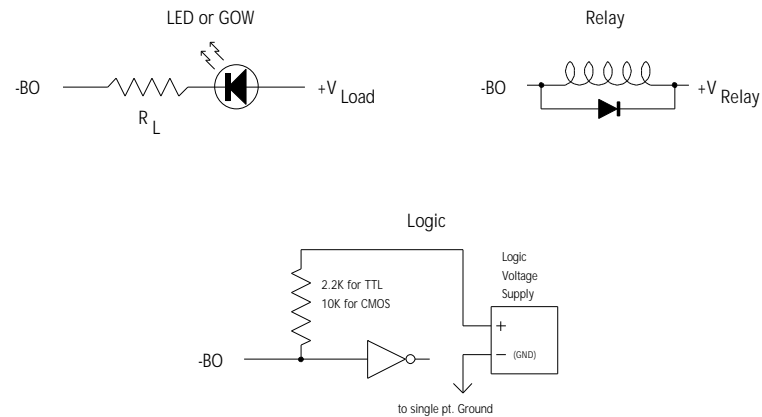 LED or GOW
-BO
R L
+V Load
Relay
-BO
+V Relay
Logic
2.2K for TTL
10K for CMOS
-BO
Logic
Voltage
Supply
+
− (GND)
to single pt. Ground